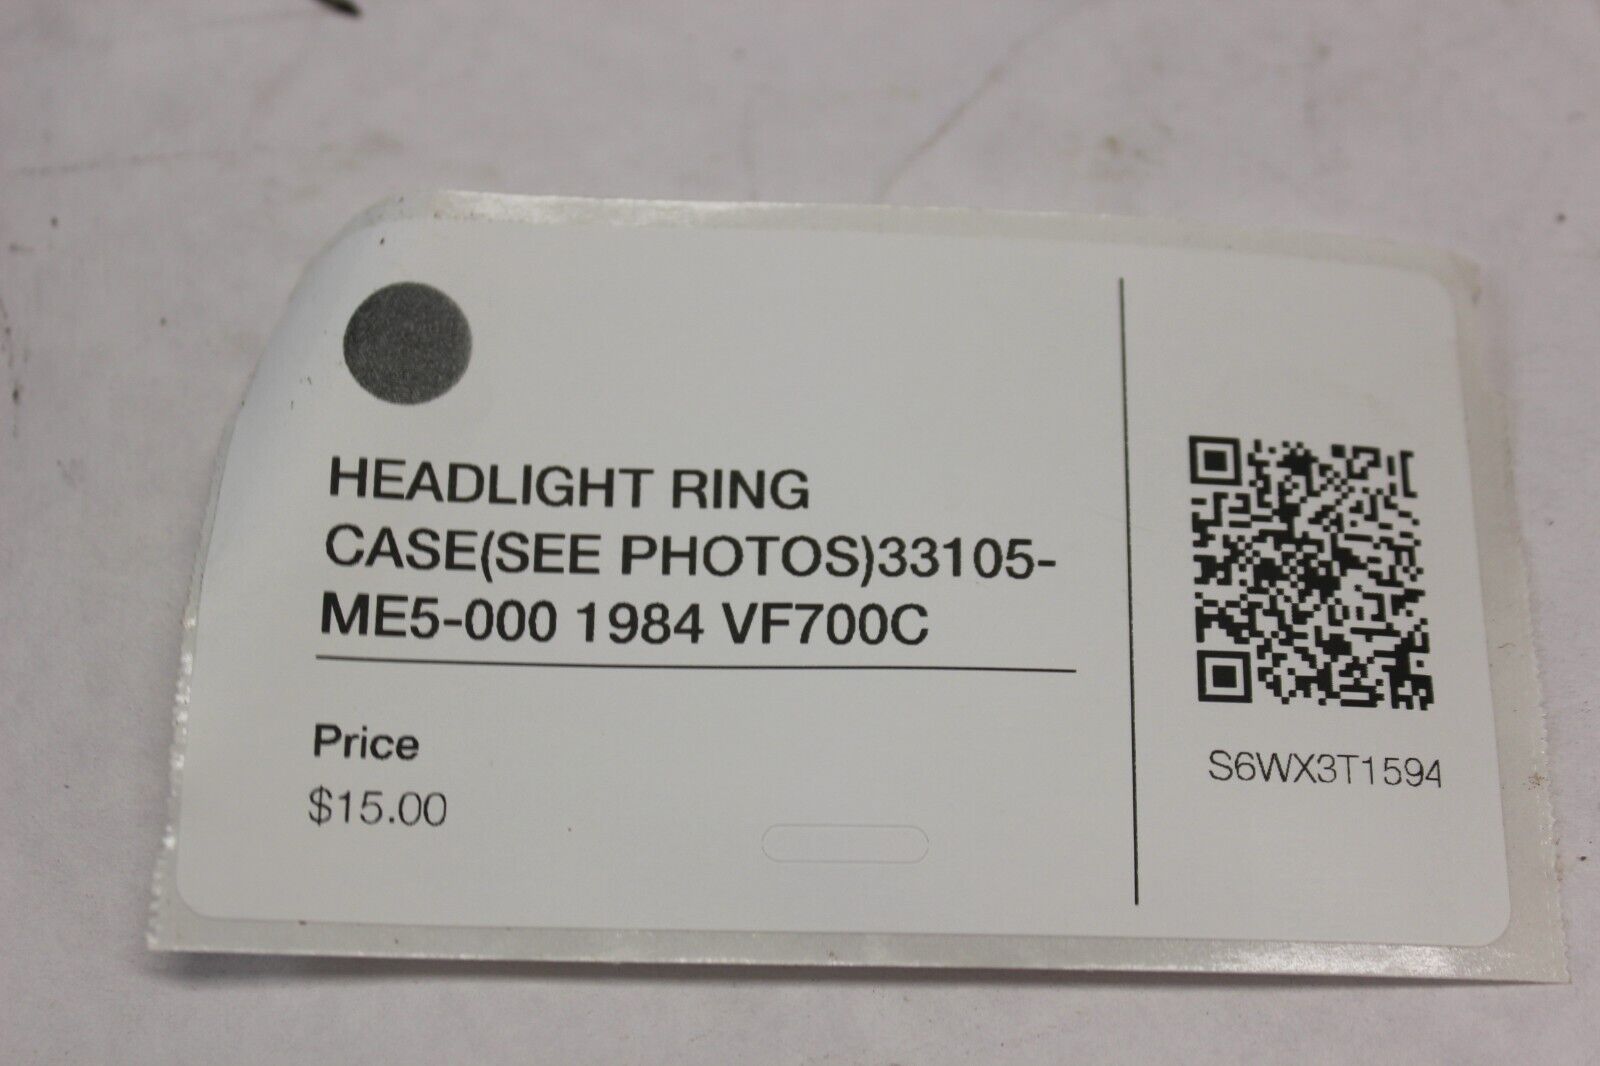 HEADLIGHT RING
CASE(SEE PHOTOS)33105-
ME5-000 1984 VF700C
Price
$15.00
S6WX3T1594